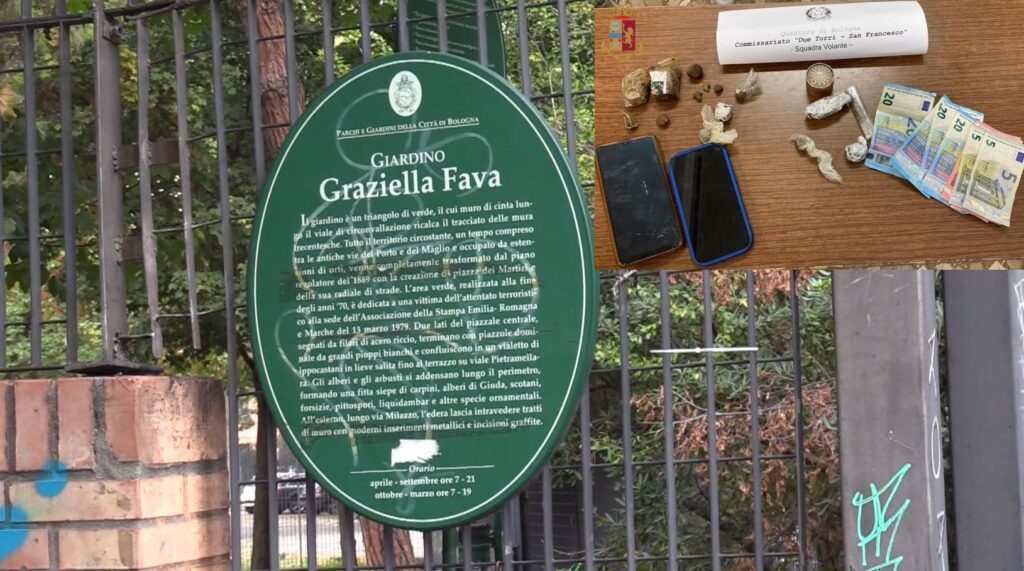 PARCHI E GIARDINI DELLA CITTÀ DI BOLOGNA
GIARDINO
Graziella Fava
Il giardino è un triangolo di verde, il cui muro di cinta lun-
go il viale di circonvallazione ricalca il tracciato delle mura
trecentesche. Tutto il territorio circostante, un tempo compreso
tra le antiche vie del Porto e del Maglio e occupato da esten-
sioni di orti, venne completamente trasformato dal piano
regolatore del 1889 con la creazione di piazza dei Martiri e
della sua radiale di strade. L'area verde, realizzata alla fine
degli anni '70, è dedicata a una vittima dell'attentato terroristi-
co alla sede dell'Associazione della Stampa Emilia- Romagna
e Marche del 13 marzo 1979. Due lati del piazzale centrale,
segnati da filari di acero riccio, terminano con piazzole domi-
nate da grandi pioppi bianchi e confluiscono in un vialetto di
ippocastani in lieve salita fino al terrazzo su viale Pietramella-
ra. Gli alberi e gli arbusti si addensano lungo il perimetro,
formando una fitta siepe di carpini, alberi di Giuda, scotani,
forsizie, pittospori, liquidambar e altre specie ornamentali.
All'esterno, lungo via Milazzo, l'edera lascia intravedere tratti
di muro con moderni inserimenti metallici e incisioni graffite.
Orario
aprile - settembre ore 7 - 21
ottobre - marzo ore 7 - 19
Questura di Bologna
Commissariato "Due Torri – San Francesco"
- Squadra Volante –
20
20
20
5
5